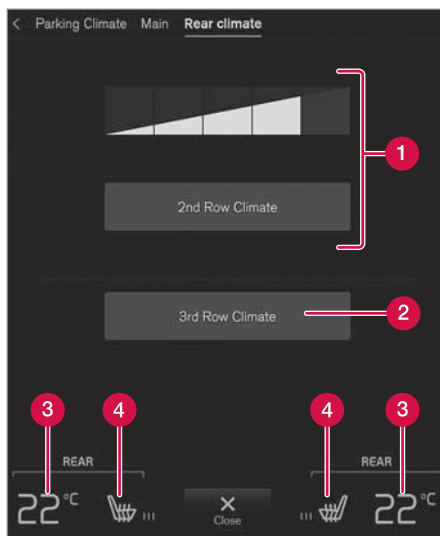 Parking Climate Main Rear climate
1
2nd Row Climate
3rd Row Climate
2
3 4 4 3
REAR REAR
22°C 22°C
Close